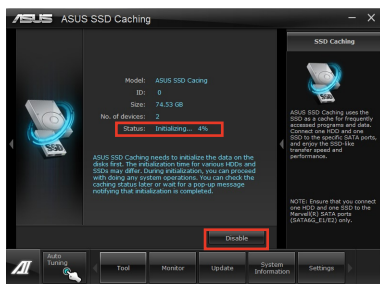 ASUS ASUS SSD Caching
SSD Caching
Model: ASUS SSD Cacing
ID: 0
Size: 74.53 GB
No. of devices: 2
Status: Initializing... 4%
ASUS SSD Caching needs to initialize the data on the
disks first. The initialization time for various HDDs and
SSDs may differ. During initialization, you can proceed
with doing any system operations. You can check the
caching status later or wait for a pop-up message
notifying that initialization is completed.
Disable
ASUS SSD Caching uses the
SSD as a cache for frequently
accessed programs and data.
Connect one HDD and one
SSD to the specific SATA ports,
and enjoy the SSD-like
transfer speed and
performance.
NOTE: Ensure that you connect
one HDD and one SSD to the
Marvell(R) SATA ports
(SATA6G_E1/E2) only.
Auto
Tuning
Tool
Monitor
Update
System
Information
Settings